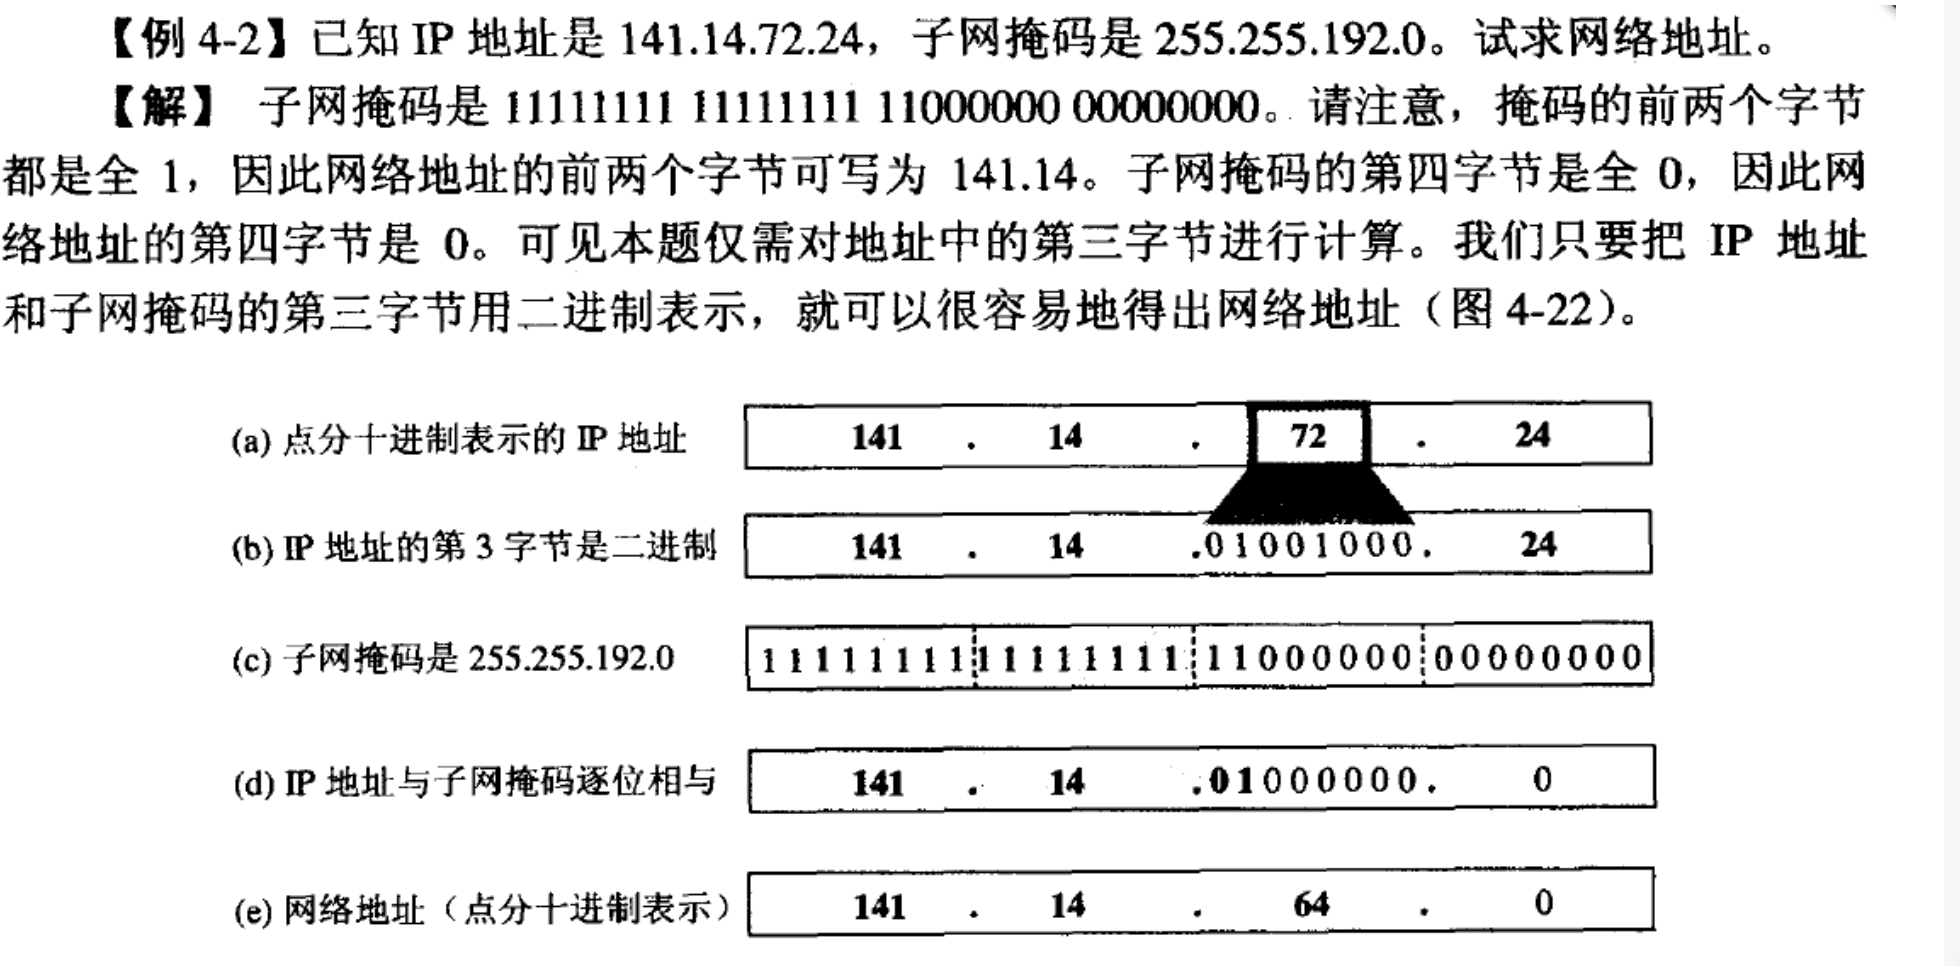 【例 4-2】已知 IP 地址是 141.14.72.24，子网掩码是 255.255.192.0。试求网络地址。
【解】 子网掩码是 11111111 11111111 11000000 00000000。请注意，掩码的前两个字节
都是全 1，因此网络地址的前两个字节可写为 141.14。子网掩码的第四字节是全 0，因此网
络地址的第四字节是 0。可见本题仅需对地址中的第三字节进行计算。我们只要把 IP 地址
和子网掩码的第三字节用二进制表示，就可以很容易地得出网络地址（图 4-22）。
(a) 点分十进制表示的 IP 地址 141 . 14 . 72 . 24
(b) IP 地址的第 3 字节是二进制 141 . 14 .01001000. 24
(c) 子网掩码是 255.255.192.0 11111111 11111111 11000000 00000000
(d) IP 地址与子网掩码逐位相与 141 . 14 .01000000. 0
(e) 网络地址（点分十进制表示） 141 . 14 . 64 . 0